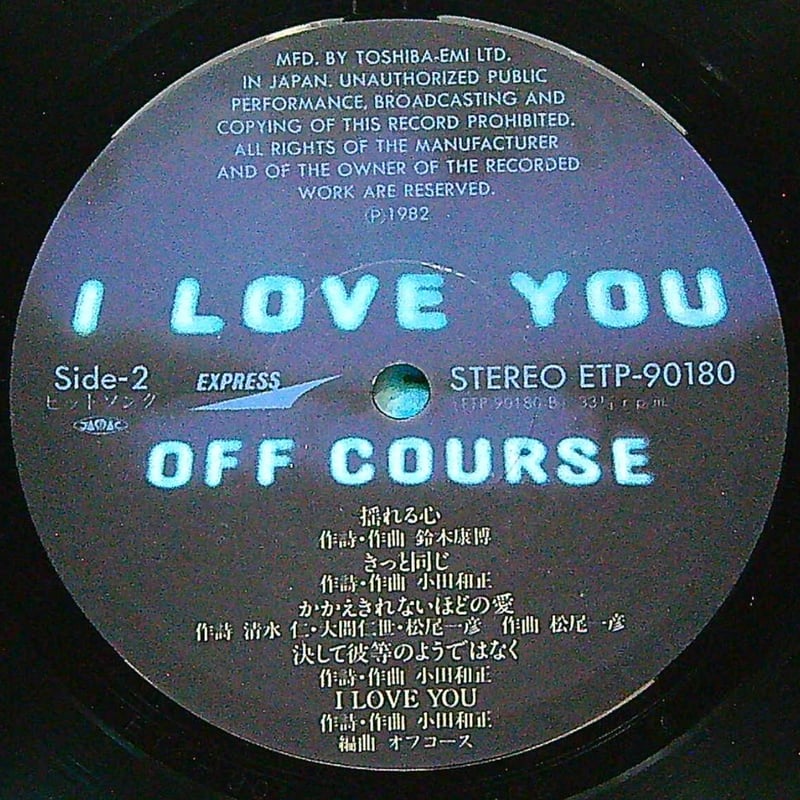 MFD. BY TOSHIBA-EMI LTD.
IN JAPAN. UNAUTHORIZED PUBLIC
PERFORMANCE, BROADCASTING AND
COPYING OF THIS RECORD PROHIBITED.
ALL RIGHTS OF THE MANUFACTURER
AND OF THE OWNER OF THE RECORDED
WORK ARE RESERVED.
Ⓟ1982
I LOVE YOU
Side-2 EXPRESS STEREO ETP-90180
ヒットソング (ETP-90180-B) 33⅓ r.p.m.
JASRAC
OFF COURSE
揺れる心
作詩・作曲 鈴木康博
きっと同じ
作詩・作曲 小田和正
かかえきれないほどの愛
作詩 清水 仁・大間仁世・松尾一彦 作曲 松尾一彦
決して彼等のようではなく
作詩・作曲 小田和正
I LOVE YOU
作詩・作曲 小田和正
編曲 オフコース